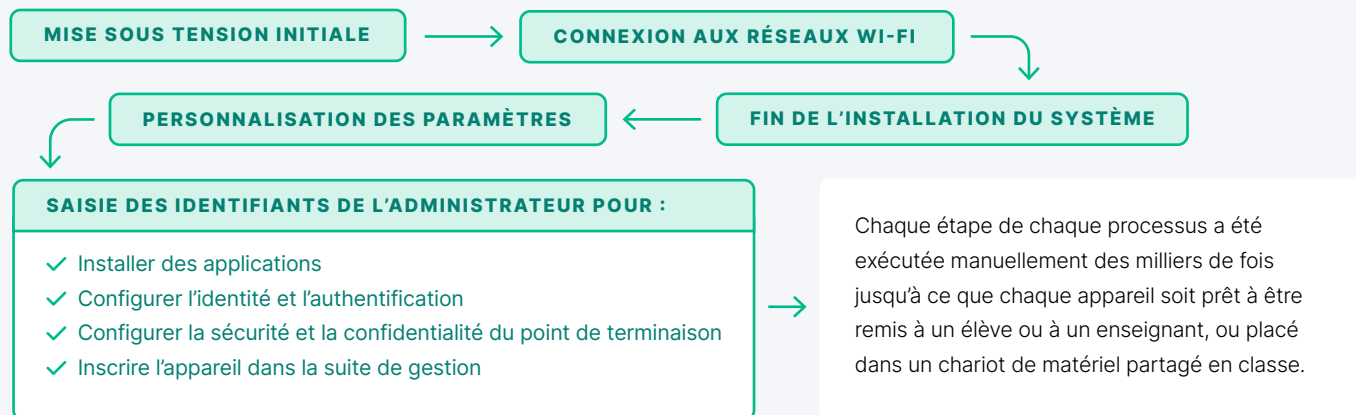 MISE SOUS TENSION INITIALE
CONNEXION AUX RÉSEAUX WI-FI
FIN DE L’INSTALLATION DU SYSTÈME
PERSONNALISATION DES PARAMÈTRES
SAISIE DES IDENTIFIANTS DE L’ADMINISTRATEUR POUR :
Installer des applications
Configurer l’identité et l’authentification
Configurer la sécurité et la confidentialité du point de terminaison
Inscrire l’appareil dans la suite de gestion
Chaque étape de chaque processus a été
exécutée manuellement des milliers de fois
jusqu’à ce que chaque appareil soit prêt à être
remis à un élève ou à un enseignant, ou placé
dans un chariot de matériel partagé en classe.